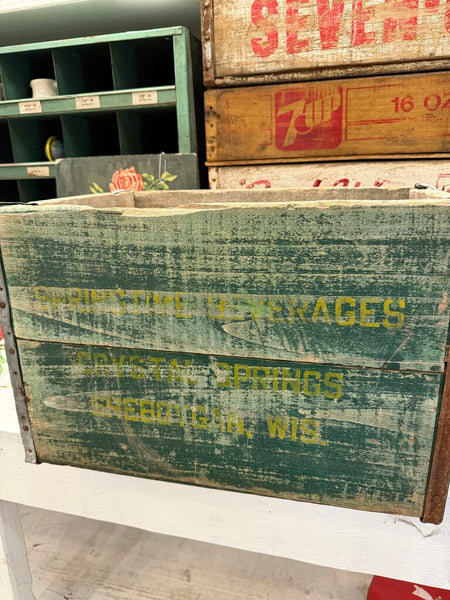 SEVEN
7UP 16 OZ
SPRINGTIME BEVERAGES
CRYSTAL SPRINGS
SHEBOYGAN, WIS.